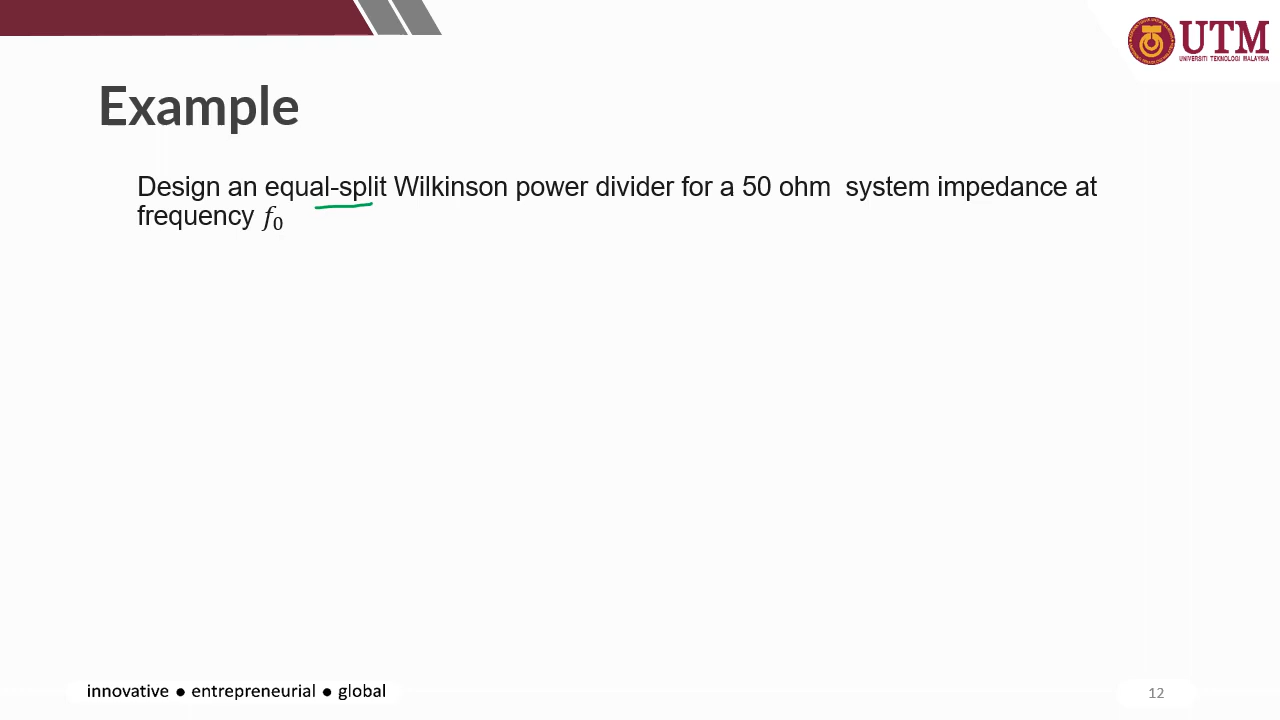 UTM
UNIVERSITI TEKNOLOGI MALAYSIA
Example
Design an equal-split Wilkinson power divider for a 50 ohm system impedance at
frequency f₀
innovative ● entrepreneurial ● global
12